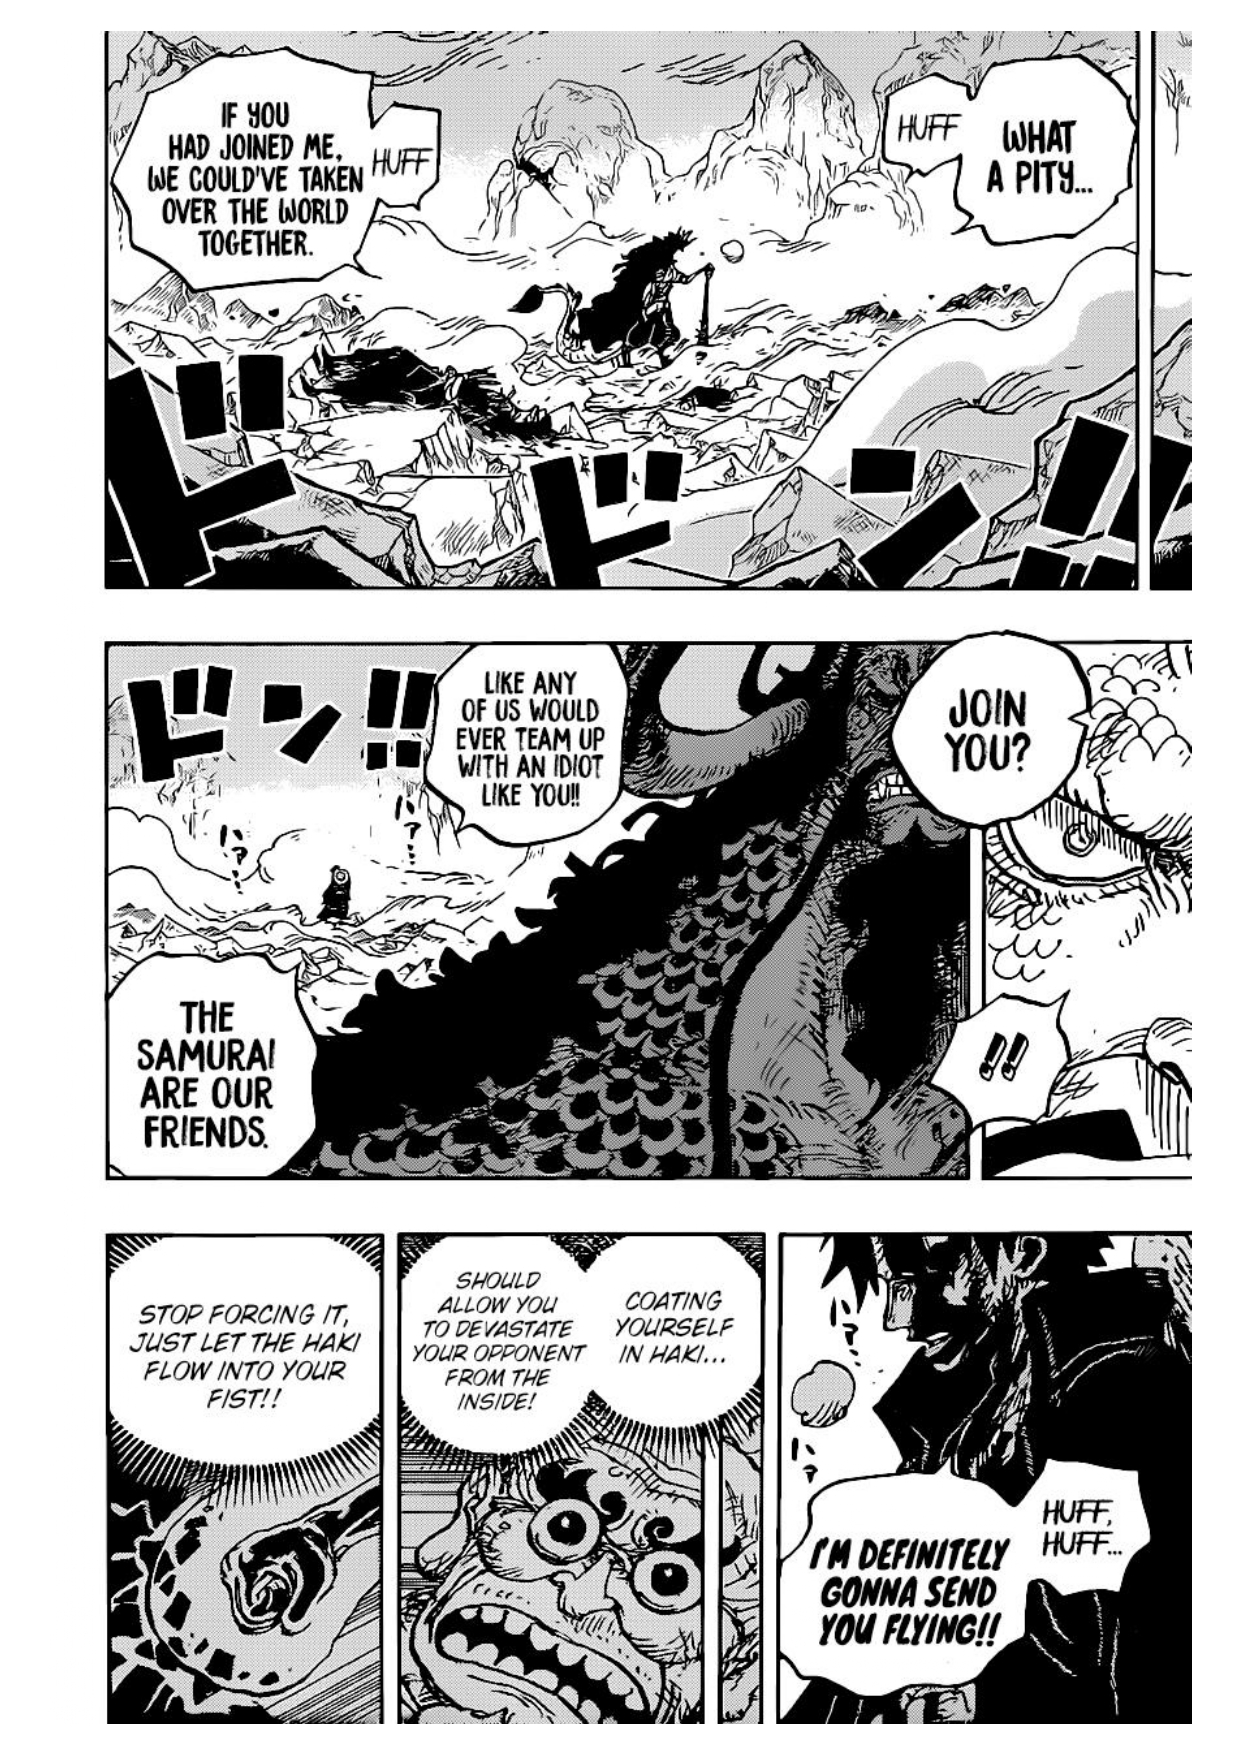 WHAT
A PITY...
HUFF
HUFF
IF YOU
HAD JOINED ME,
WE COULD'VE TAKEN
OVER THE WORLD
TOGETHER.
ドドン!!
JOIN
YOU?
!!
LIKE ANY
OF US WOULD
EVER TEAM UP
WITH AN IDIOT
LIKE YOU!!
ドン!!
ハァ...
ハァ...
THE
SAMURAI
ARE OUR
FRIENDS.
ハァ...
ハァ
HUFF,
HUFF...
I'M DEFINITELY
GONNA SEND
YOU FLYING!!
COATING
YOURSELF
IN HAKI...
SHOULD
ALLOW YOU
TO DEVASTATE
YOUR OPPONENT
FROM THE
INSIDE!
STOP FORCING IT,
JUST LET THE HAKI
FLOW INTO YOUR
FIST!!